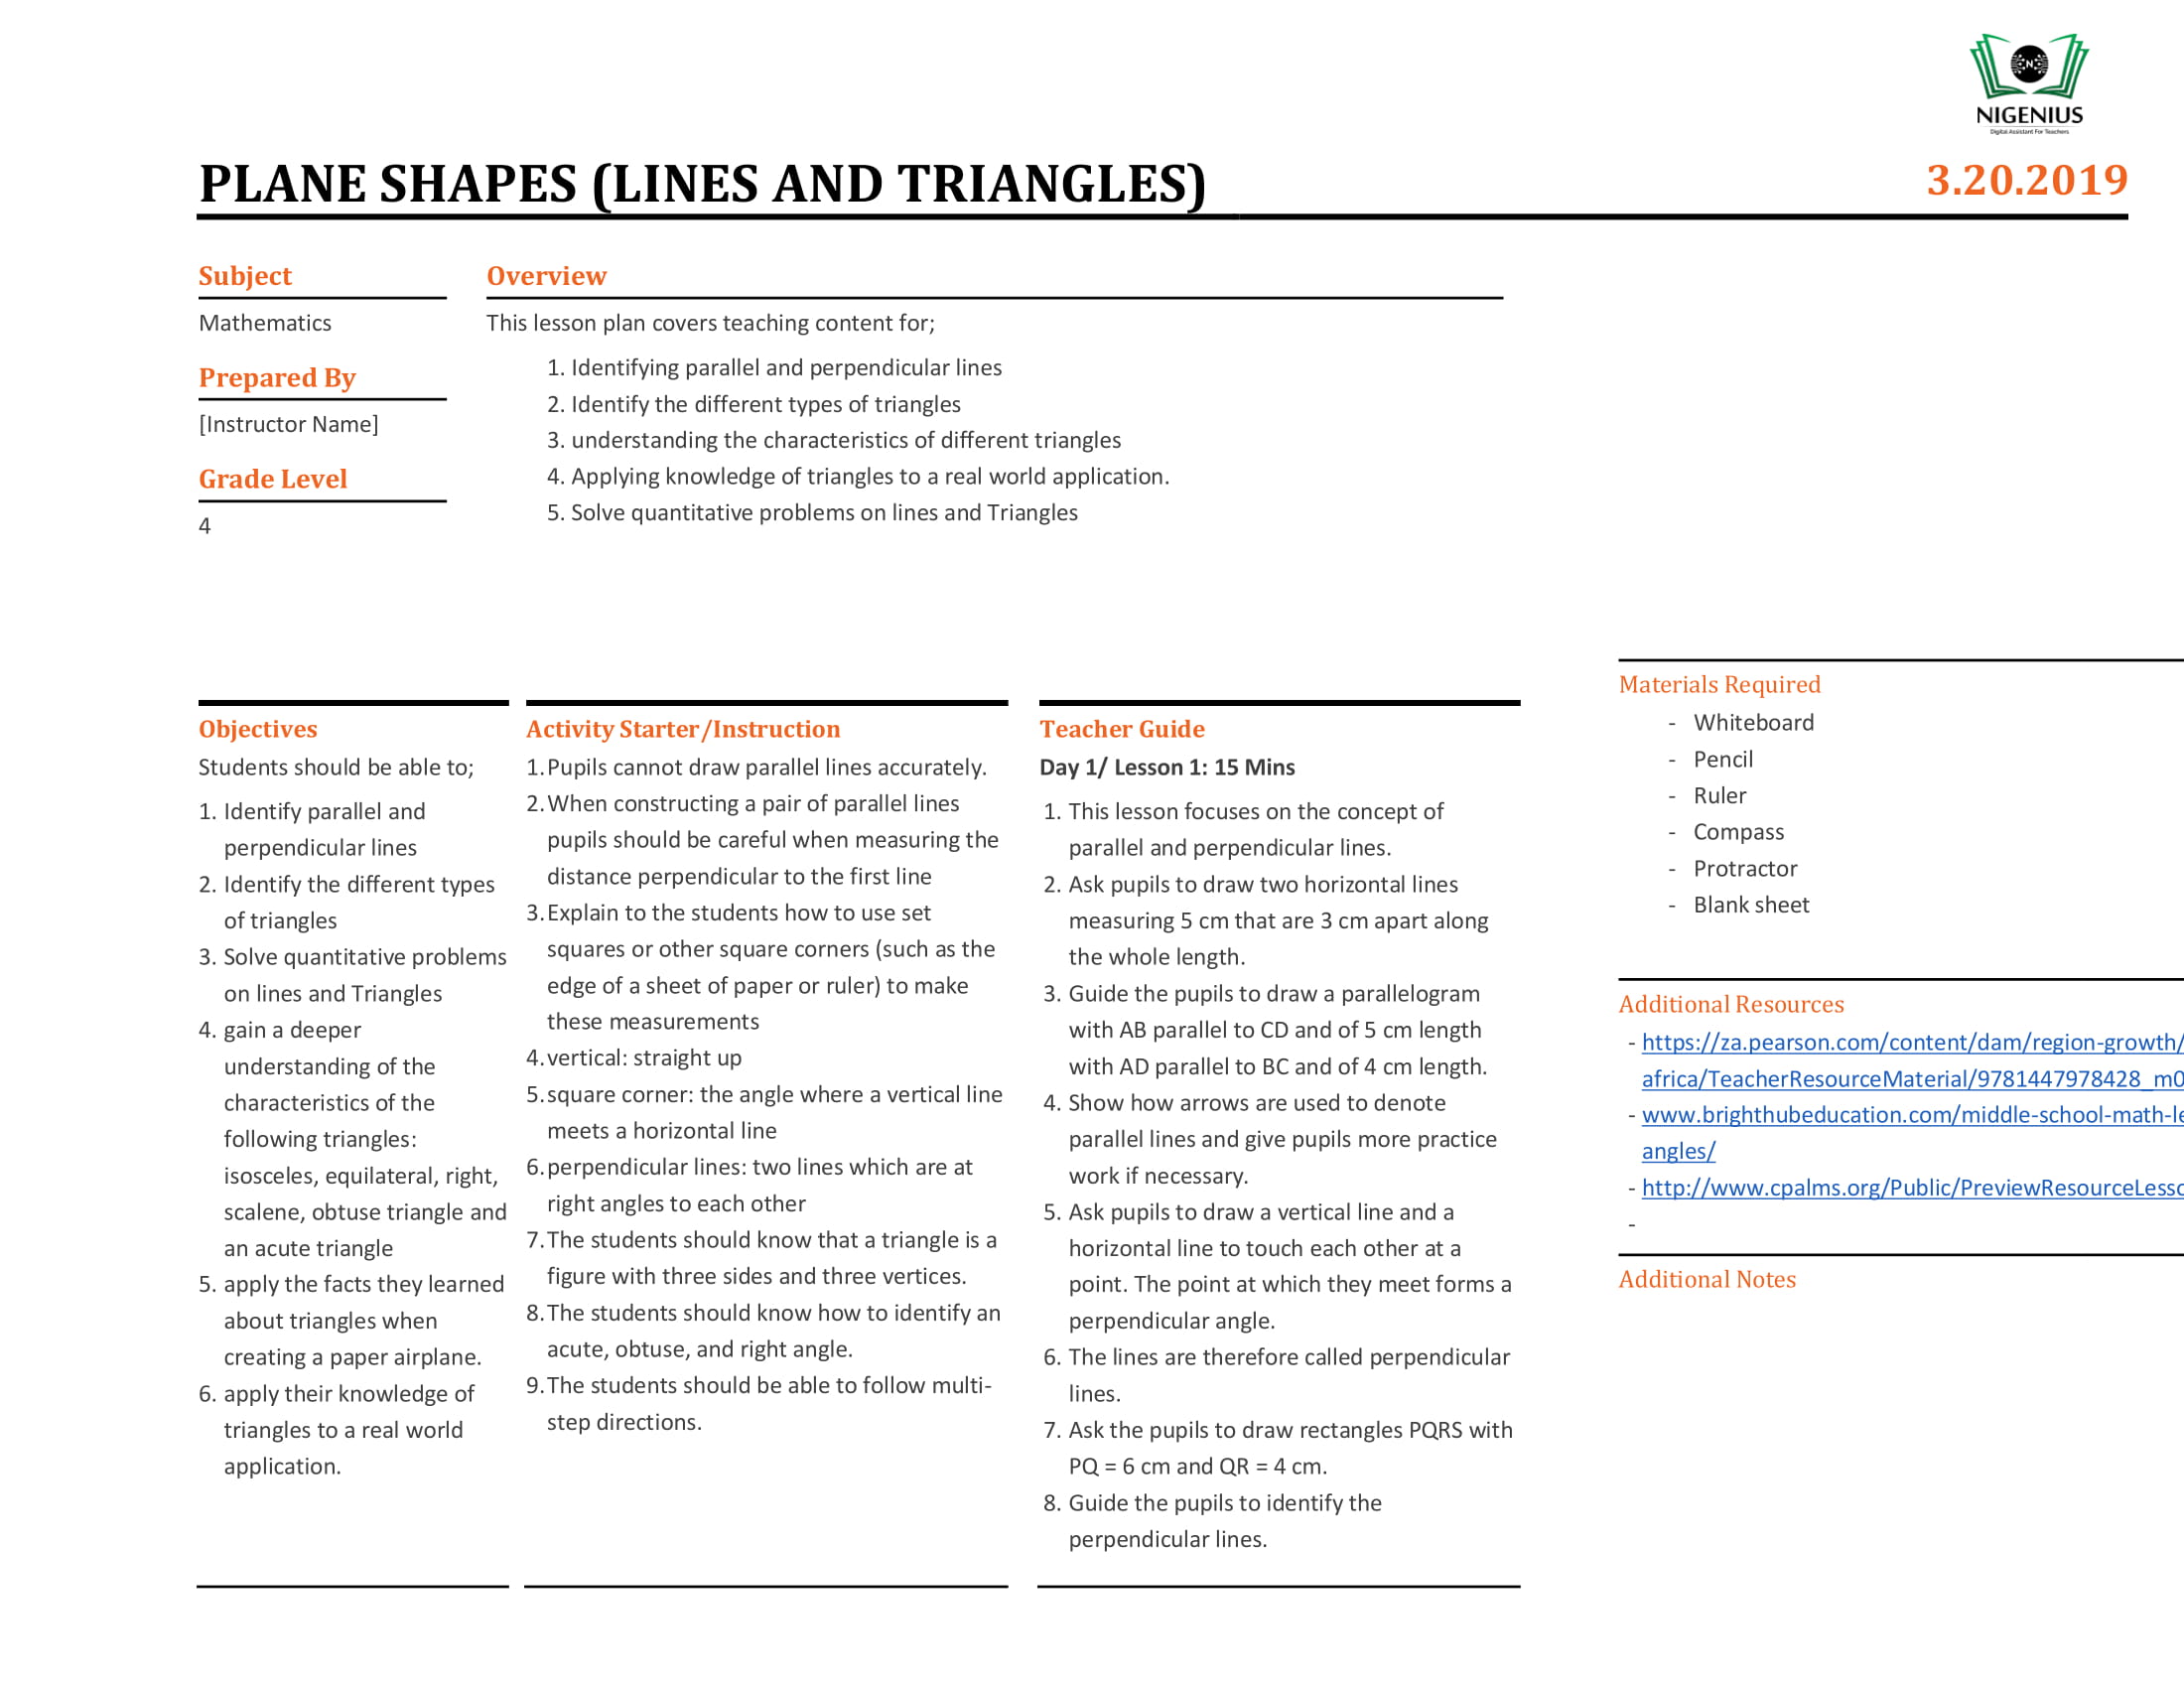 NIGENIUS
Digital Assistant For Teachers
PLANE SHAPES (LINES AND TRIANGLES)
3.20.2019
Subject
Mathematics
Prepared By
[Instructor Name]
Grade Level
4
Overview
This lesson plan covers teaching content for;
1. Identifying parallel and perpendicular lines
2. Identify the different types of triangles
3. understanding the characteristics of different triangles
4. Applying knowledge of triangles to a real world application.
5. Solve quantitative problems on lines and Triangles
Objectives
Students should be able to;
1. Identify parallel and
perpendicular lines
2. Identify the different types
of triangles
3. Solve quantitative problems
on lines and Triangles
4. gain a deeper
understanding of the
characteristics of the
following triangles:
isosceles, equilateral, right,
scalene, obtuse triangle and
an acute triangle
5. apply the facts they learned
about triangles when
creating a paper airplane.
6. apply their knowledge of
triangles to a real world
application.
Activity Starter/Instruction
1. Pupils cannot draw parallel lines accurately.
2. When constructing a pair of parallel lines
pupils should be careful when measuring the
distance perpendicular to the first line
3. Explain to the students how to use set
squares or other square corners (such as the
edge of a sheet of paper or ruler) to make
these measurements
4. vertical: straight up
5. square corner: the angle where a vertical line
meets a horizontal line
6. perpendicular lines: two lines which are at
right angles to each other
7. The students should know that a triangle is a
figure with three sides and three vertices.
8. The students should know how to identify an
acute, obtuse, and right angle.
9. The students should be able to follow multi-
step directions.
Teacher Guide
Day 1/ Lesson 1: 15 Mins
1. This lesson focuses on the concept of
parallel and perpendicular lines.
2. Ask pupils to draw two horizontal lines
measuring 5 cm that are 3 cm apart along
the whole length.
3. Guide the pupils to draw a parallelogram
with AB parallel to CD and of 5 cm length
with AD parallel to BC and of 4 cm length.
4. Show how arrows are used to denote
parallel lines and give pupils more practice
work if necessary.
5. Ask pupils to draw a vertical line and a
horizontal line to touch each other at a
point. The point at which they meet forms a
perpendicular angle.
6. The lines are therefore called perpendicular
lines.
7. Ask the pupils to draw rectangles PQRS with
PQ = 6 cm and QR = 4 cm.
8. Guide the pupils to identify the
perpendicular lines.
Materials Required
- Whiteboard
- Pencil
- Ruler
- Compass
- Protractor
- Blank sheet
Additional Resources
- https://za.pearson.com/content/dam/region-growth/
africa/TeacherResourceMaterial/9781447978428_m0
- www.brighthubeducation.com/middle-school-math-le
angles/
- http://www.cpalms.org/Public/PreviewResourceLesso
-
Additional Notes